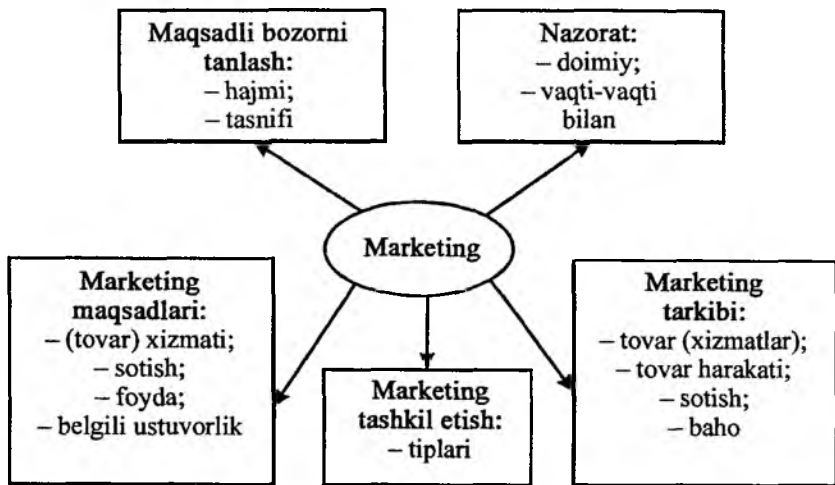 Maqsadli bozorni
tanlash:
– hajmi;
– tasnifi
Nazorat:
– doimiy;
– vaqti-vaqti
bilan
Marketing
Marketing
maqsadlari:
– (tovar) xizmati;
– sotish;
– foyda;
– belgili ustuvorlik
Marketing
tashkil etish:
– tiplari
Marketing
tarkibi:
– tovar (xizmatlar);
– tovar harakati;
– sotish;
– baho